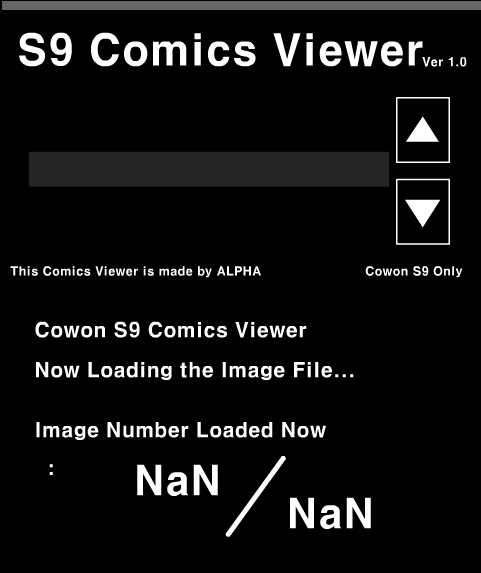 S9 Comics Viewer Ver 1.0
This Comics Viewer is made by ALPHA
Cowon S9 Only
Cowon S9 Comics Viewer
Now Loading the Image File...
Image Number Loaded Now
: NaN / NaN